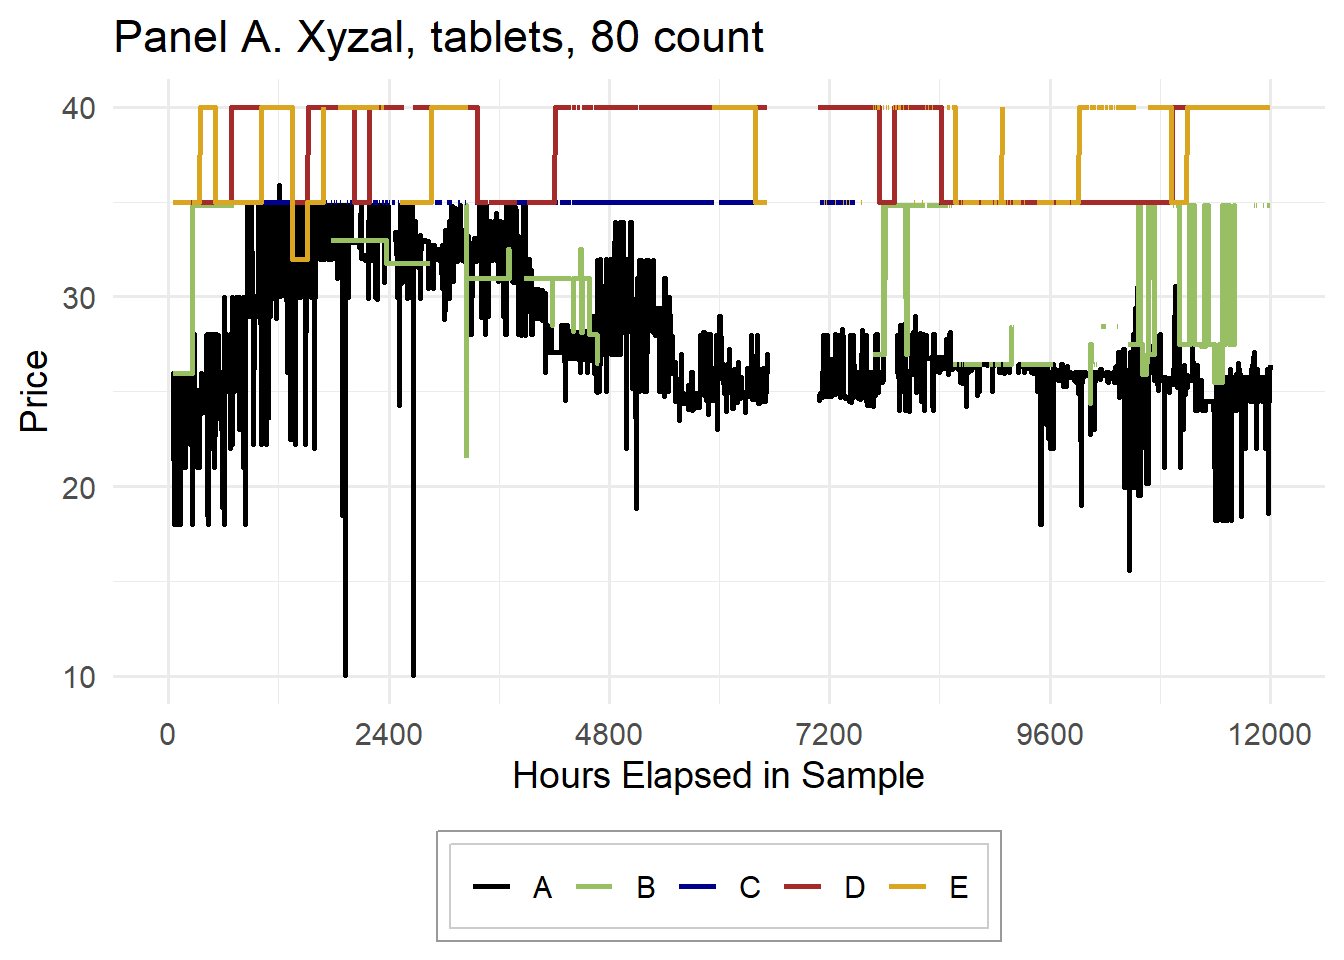 Panel A. Xyzal, tablets, 80 count
40
30
20
10
Price
0 2400 4800 7200 9600 12000
Hours Elapsed in Sample
A B C D E